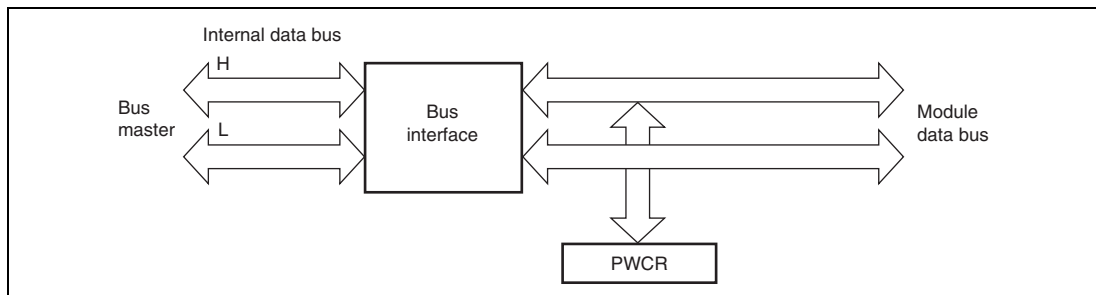 Internal data bus
H
Bus
master
L
Bus
interface
Module
data bus
PWCR